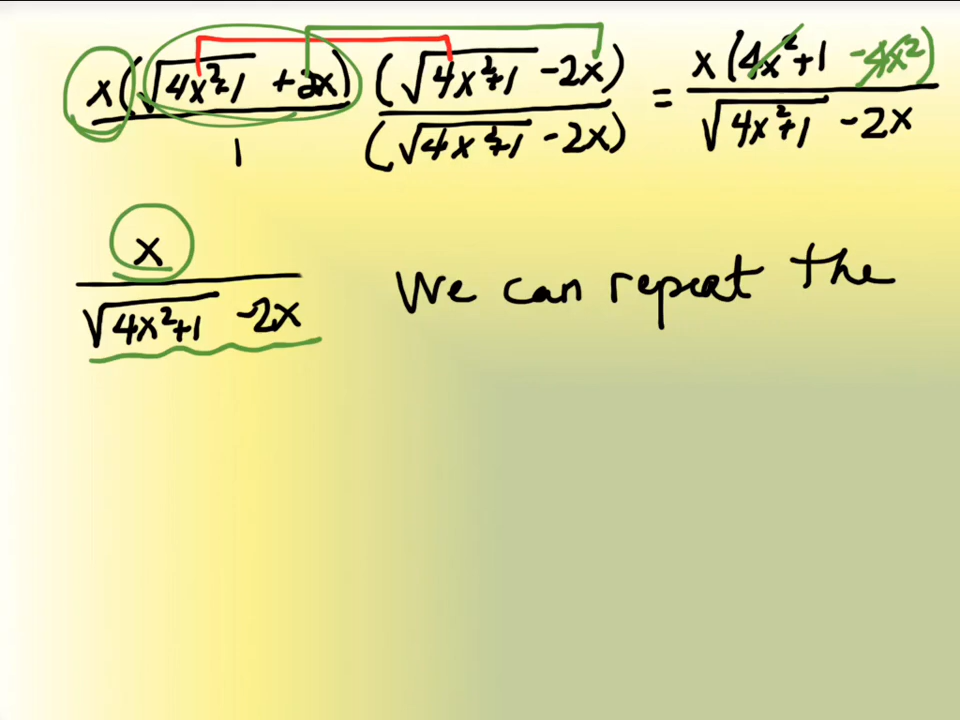 x(√4x²+1 +2x) (√4x²+1 -2x) = x(4x²+1 -4x²)
1 (√4x²+1 -2x) √4x²+1 -2x
x
√4x²+1 -2x
We can repeat the